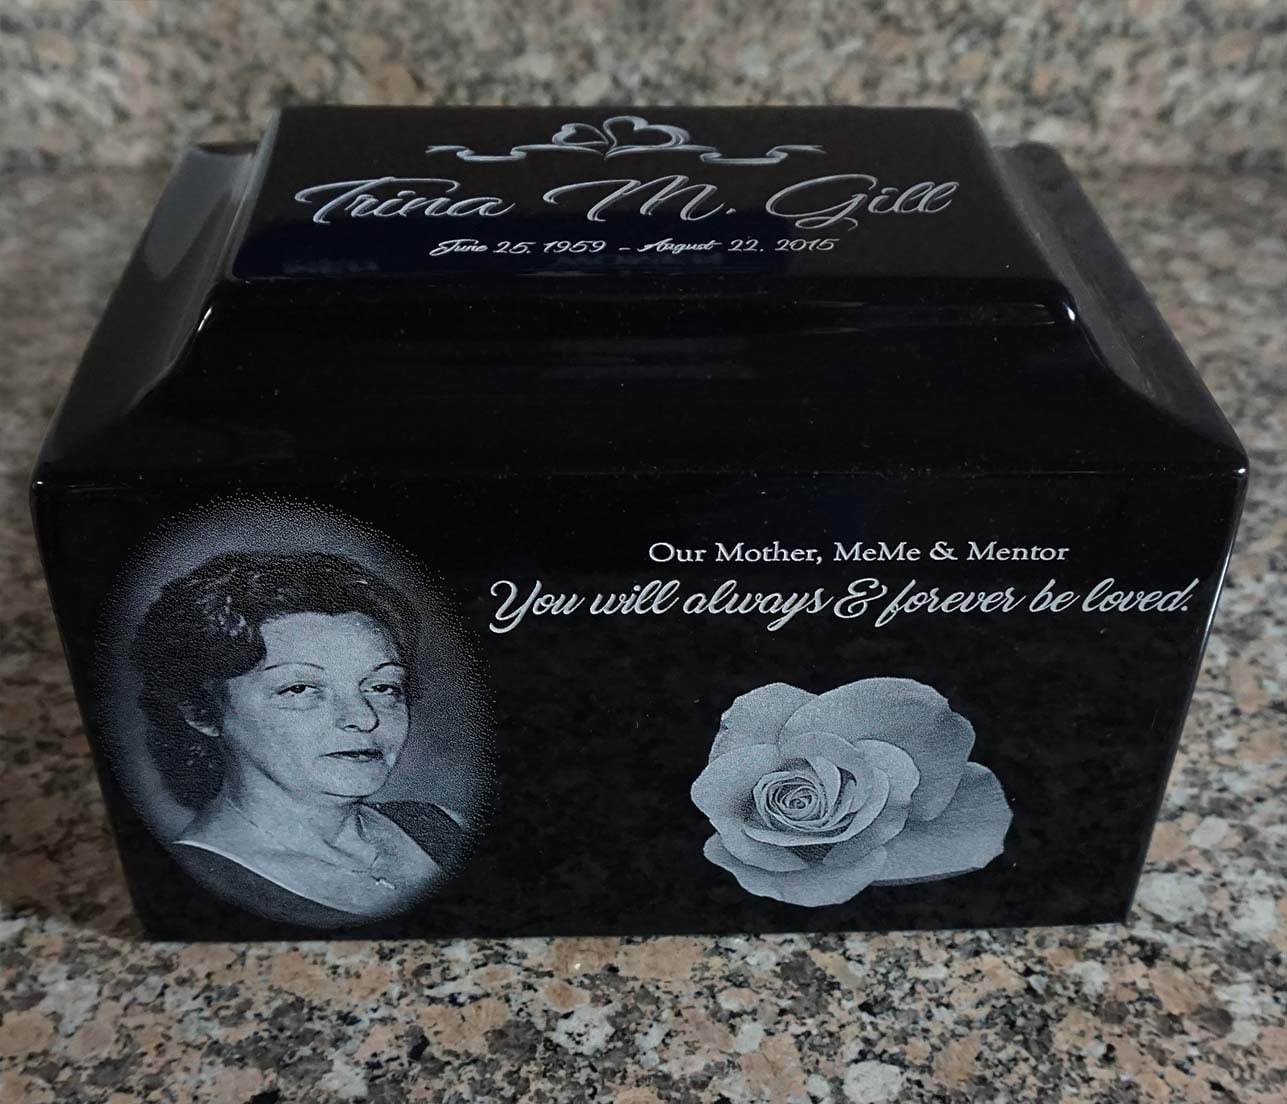 Trina M. Gill
June 25, 1959 - August 22, 2015
Our Mother, MeMe & Mentor
You will always & forever be loved.